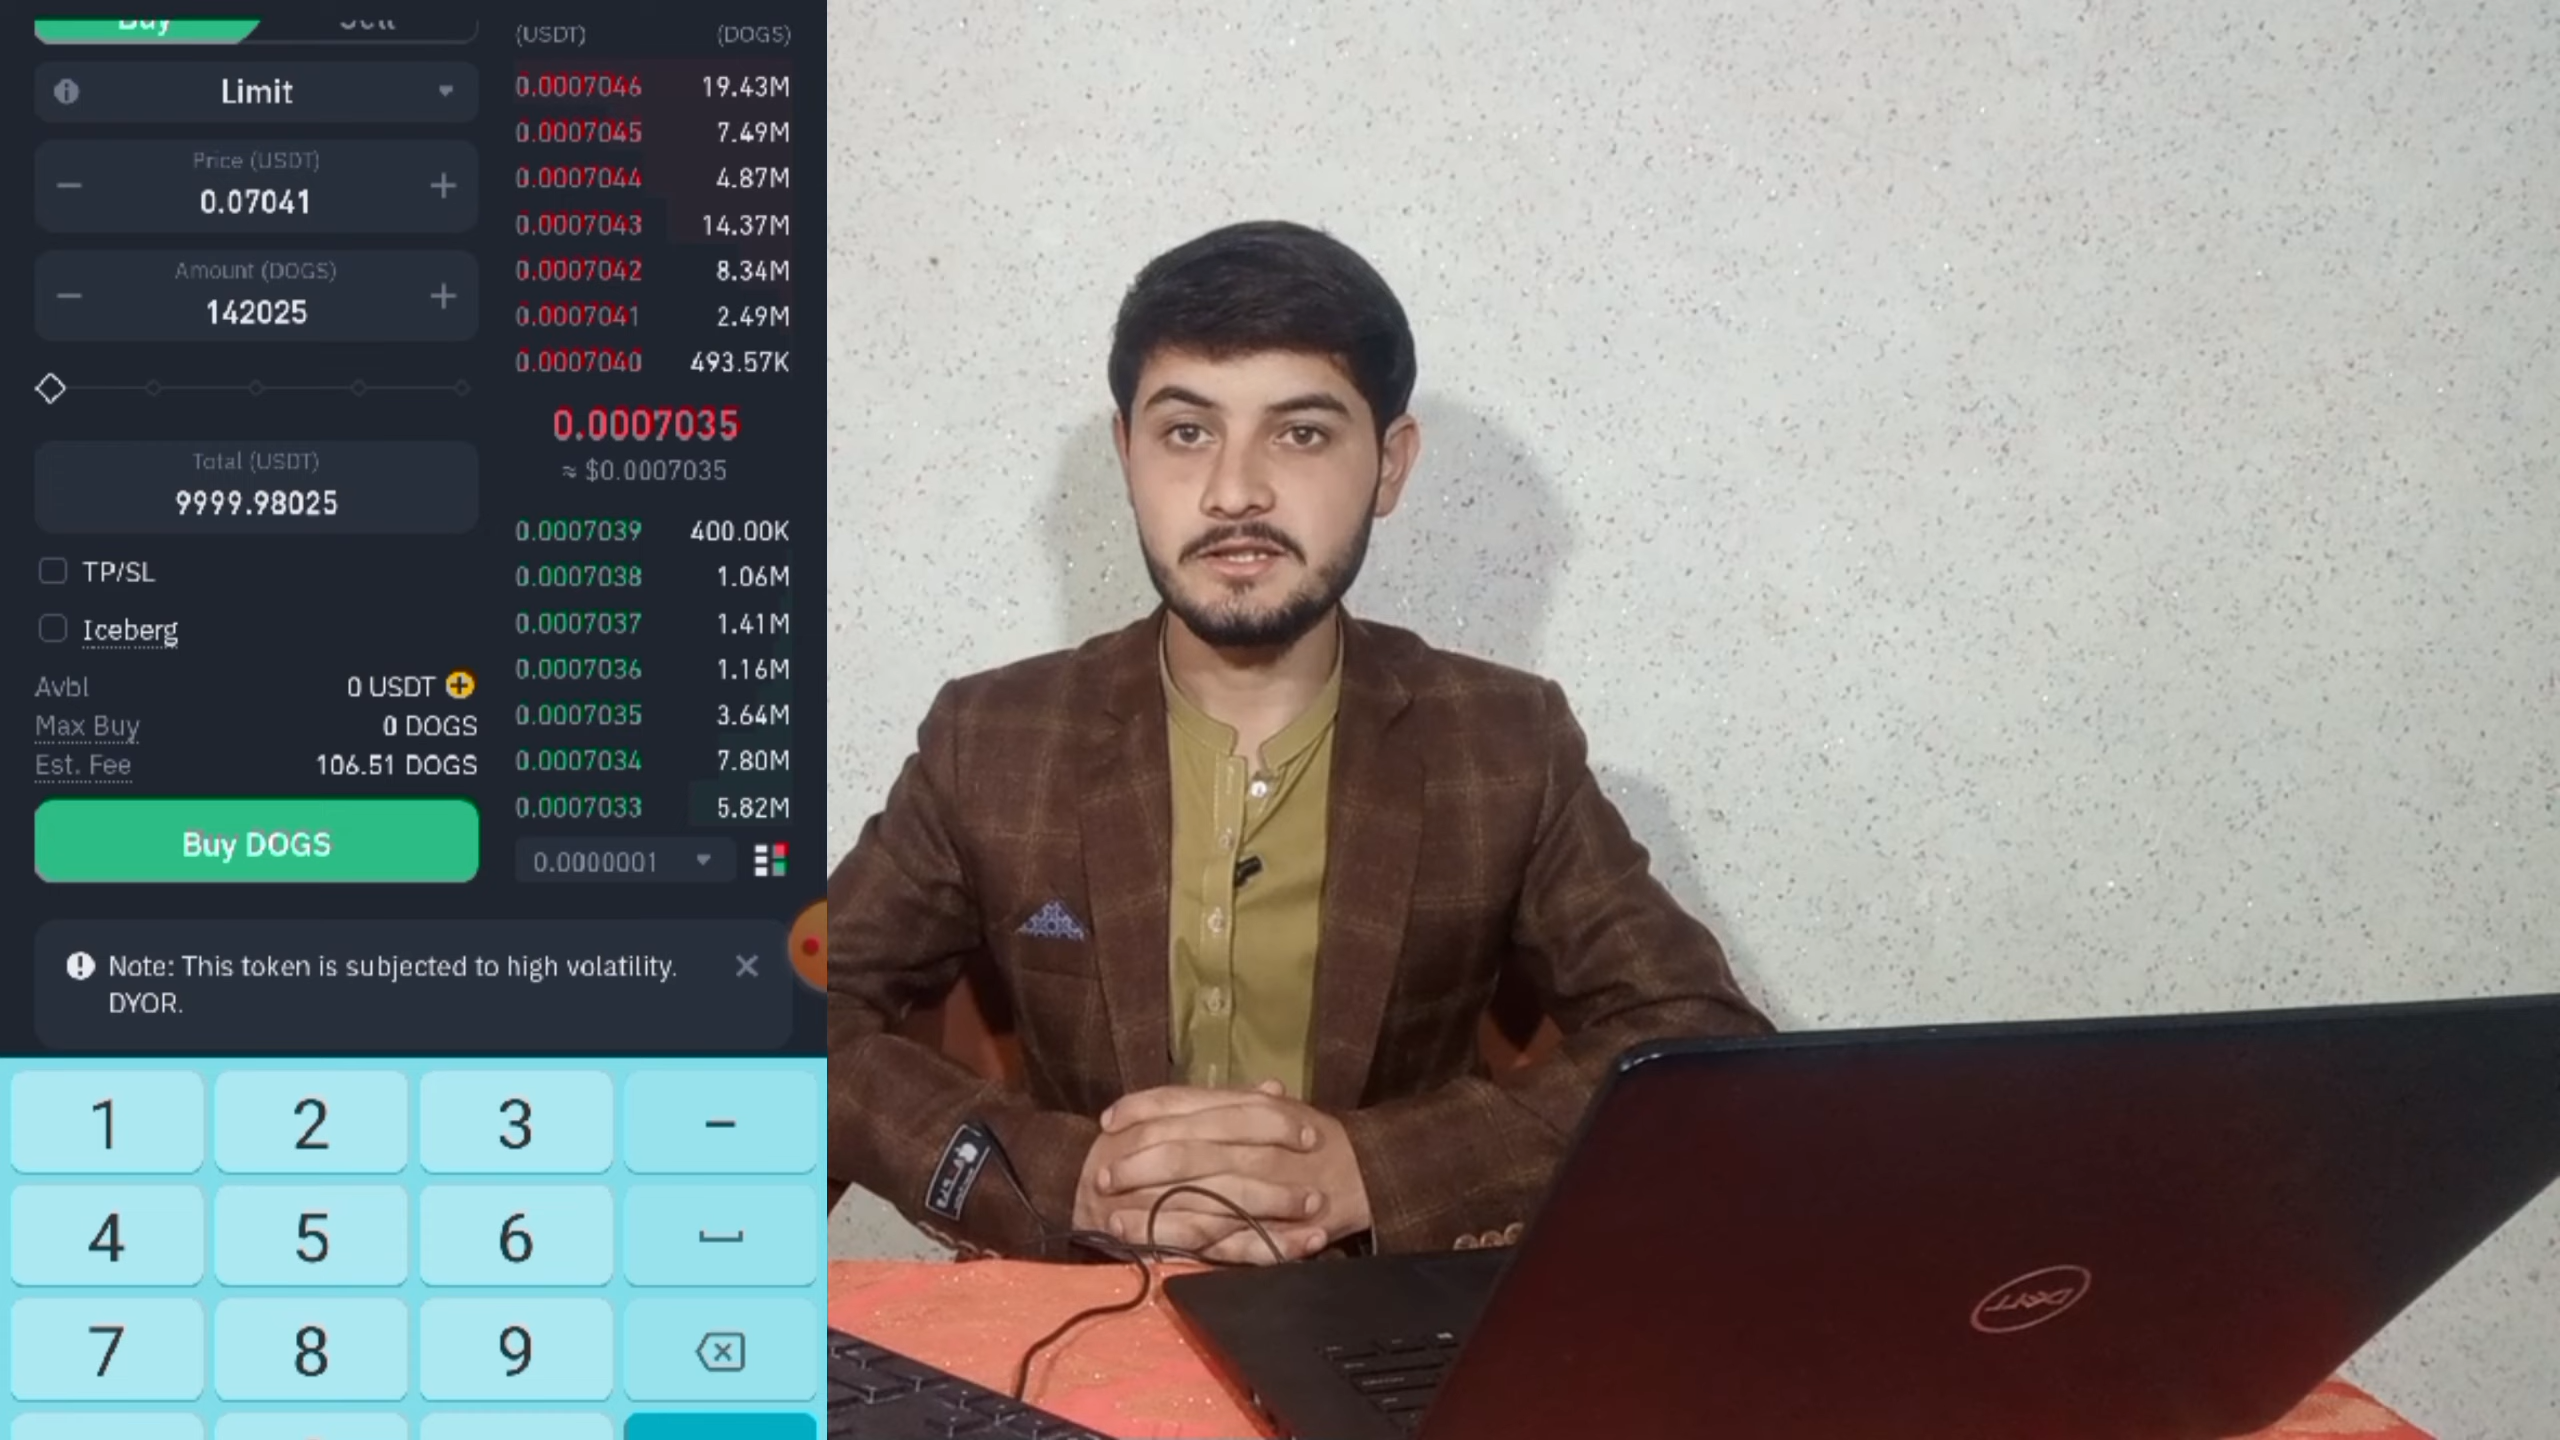 Buy
Sell
Limit
Price (USDT)
0.07041
Amount (DOGS)
142025
Total (USDT)
9999.98025
TP/SL
Iceberg
Avbl 0 USDT
Max Buy 0 DOGS
Est. Fee 106.51 DOGS
Buy DOGS
(USDT) (DOGS)
0.0007046 19.43M
0.0007045 7.49M
0.0007044 4.87M
0.0007043 14.37M
0.0007042 8.34M
0.0007041 2.49M
0.0007040 493.57K
0.0007035
≈ $0.0007035
0.0007039 400.00K
0.0007038 1.06M
0.0007037 1.41M
0.0007036 1.16M
0.0007035 3.64M
0.0007034 7.80M
0.0007033 5.82M
0.0000001
Note: This token is subjected to high volatility.
DYOR.
1 2 3 –
4 5 6
7 8 9
DELL